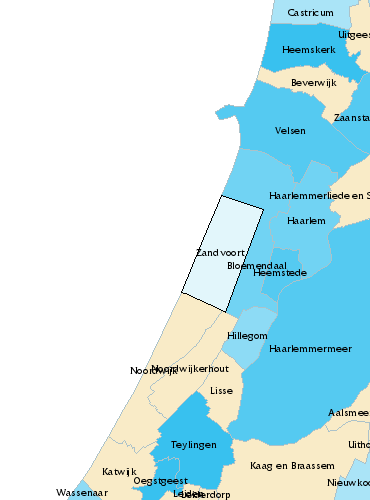 Castricum
Uitgees
Heemskerk
Beverwijk
Zaansta
Velsen
Haarlemmerliede en S
Haarlem
Zandvoort
Bloemendaal
Heemstede
Hillegom
Haarlemmermeer
Noordwijkerhout
Noordwijk
Lisse
Aalsmee
Teylingen
Uitho
Kaag en Braassem
Katwijk
Oegstgeest
Nieuwkoo
Wassenaar
Leiden
Leiderdorp